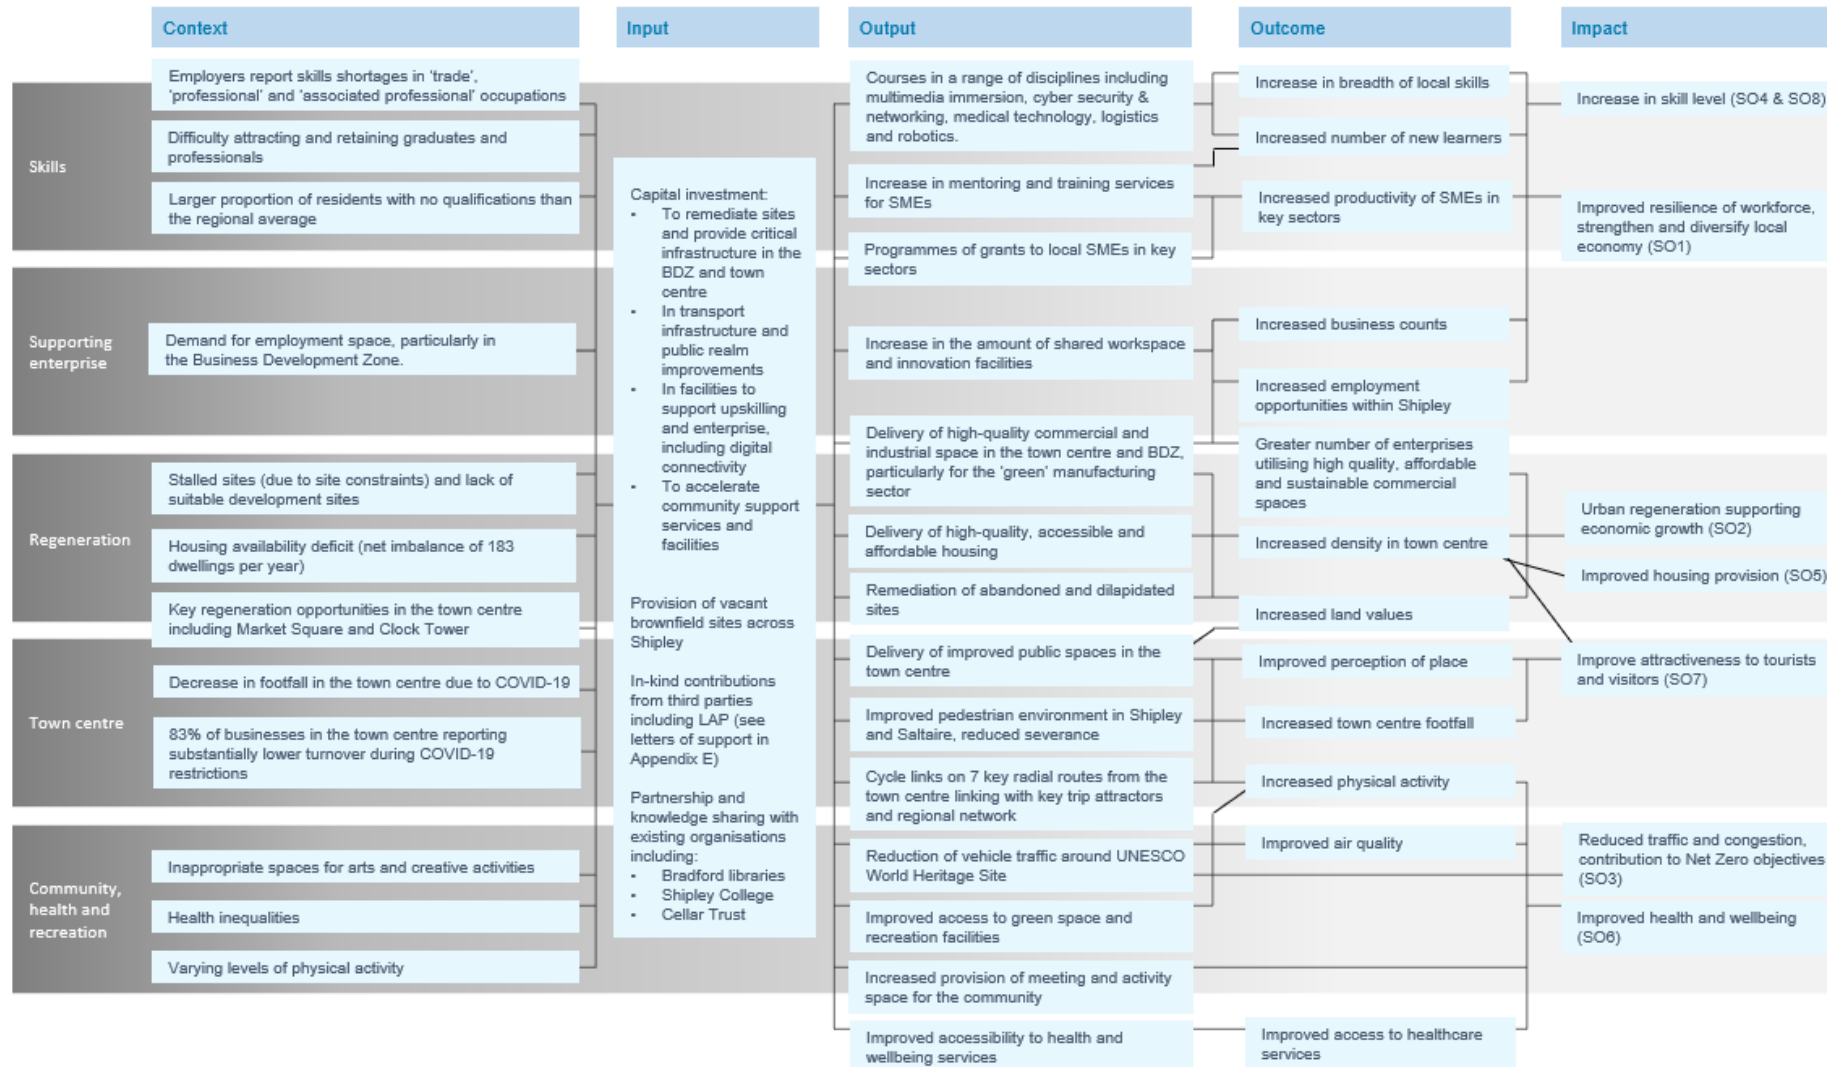 Context
Input
Output
Outcome
Impact
Skills
Employers report skills shortages in 'trade',
'professional' and 'associated professional' occupations
Difficulty attracting and retaining graduates and
professionals
Larger proportion of residents with no qualifications than
the regional average
Supporting
enterprise
Demand for employment space, particularly in
the Business Development Zone.
Regeneration
Stalled sites (due to site constraints) and lack of
suitable development sites
Housing availability deficit (net imbalance of 183
dwellings per year)
Key regeneration opportunities in the town centre
including Market Square and Clock Tower
Town centre
Decrease in footfall in the town centre due to COVID-19
83% of businesses in the town centre reporting
substantially lower turnover during COVID-19
restrictions
Community,
health and
recreation
Inappropriate spaces for arts and creative activities
Health inequalities
Varying levels of physical activity
Capital investment:
▪ To remediate sites
and provide critical
infrastructure in the
BDZ and town
centre
▪ In transport
infrastructure and
public realm
improvements
▪ In facilities to
support upskilling
and enterprise,
including digital
connectivity
▪ To accelerate
community support
services and
facilities
Provision of vacant
brownfield sites across
Shipley
In-kind contributions
from third parties
including LAP (see
letters of support in
Appendix E)
Partnership and
knowledge sharing with
existing organisations
including:
▪ Bradford libraries
▪ Shipley College
▪ Cellar Trust
Courses in a range of disciplines including
multimedia immersion, cyber security &
networking, medical technology, logistics
and robotics.
Increase in mentoring and training services
for SMEs
Programmes of grants to local SMEs in key
sectors
Increase in the amount of shared workspace
and innovation facilities
Delivery of high-quality commercial and
industrial space in the town centre and BDZ,
particularly for the 'green' manufacturing
sector
Delivery of high-quality, accessible and
affordable housing
Remediation of abandoned and dilapidated
sites
Delivery of improved public spaces in the
town centre
Improved pedestrian environment in Shipley
and Saltaire, reduced severance
Cycle links on 7 key radial routes from the
town centre linking with key trip attractors
and regional network
Reduction of vehicle traffic around UNESCO
World Heritage Site
Improved access to green space and
recreation facilities
Increased provision of meeting and activity
space for the community
Improved accessibility to health and
wellbeing services
Increase in breadth of local skills
Increased number of new learners
Increased productivity of SMEs in
key sectors
Increased business counts
Increased employment
opportunities within Shipley
Greater number of enterprises
utilising high quality, affordable
and sustainable commercial
spaces
Increased density in town centre
Increased land values
Improved perception of place
Increased town centre footfall
Increased physical activity
Improved air quality
Improved access to healthcare
services
Increase in skill level (SO4 & SO8)
Improved resilience of workforce,
strengthen and diversify local
economy (SO1)
Urban regeneration supporting
economic growth (SO2)
Improved housing provision (SO5)
Improve attractiveness to tourists
and visitors (SO7)
Reduced traffic and congestion,
contribution to Net Zero objectives
(SO3)
Improved health and wellbeing
(SO6)